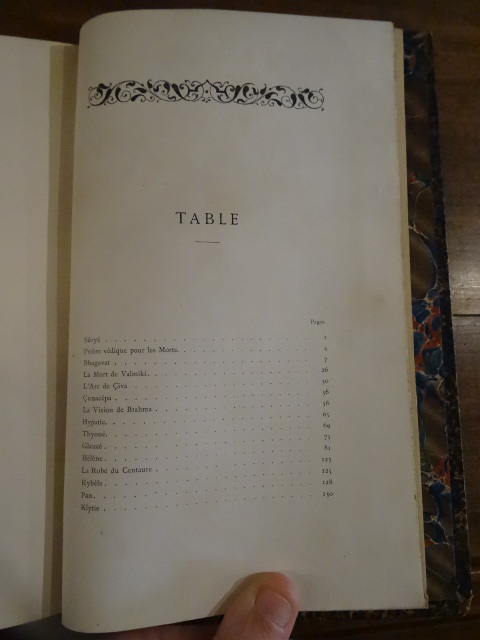 TABLE
Pages
Sûryâ 1
Prière védique pour les Morts. 4
Bhagavat 7
La Mort de Valmiki. 26
L'Arc de Çiva 30
Çunacépa 36
La Vision de Brahma 56
Hypatie. 65
Thyoné. 69
Glaucé 73
Hélène 81
La Robe du Centaure 123
Kybèle. 125
Pan. 128
Klytie 130